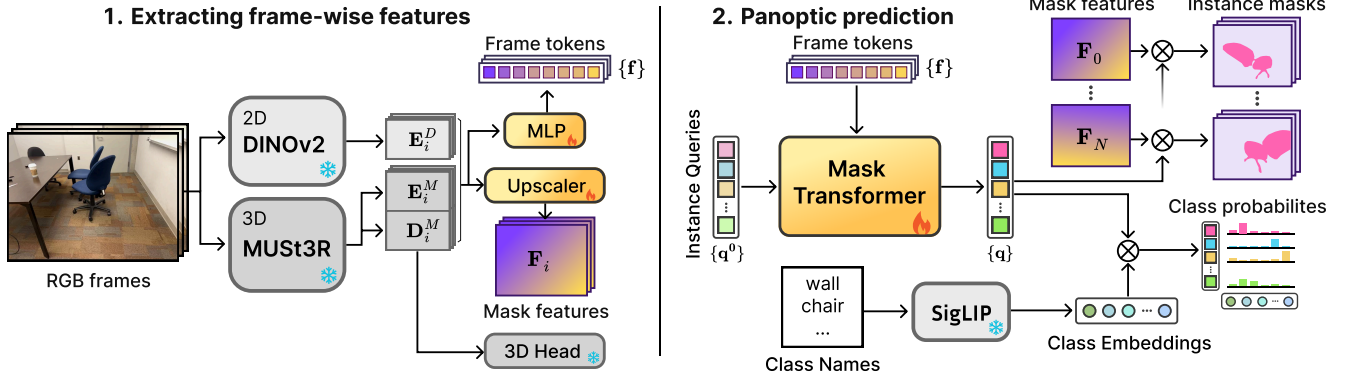 1. Extracting frame-wise features
Frame tokens
{f}
2D
DINOv2
E_i^D
MLP
3D
MUSt3R
E_i^M
D_i^M
Upscaler
F_i
RGB frames
Mask features
3D Head
2. Panoptic prediction
Mask features
Instance masks
Frame tokens
{f}
F_0
F_N
Instance Queries
{q^0}
Mask
Transformer
{q}
Class probabilites
wall
chair
...
SigLIP
Class Names
Class Embeddings